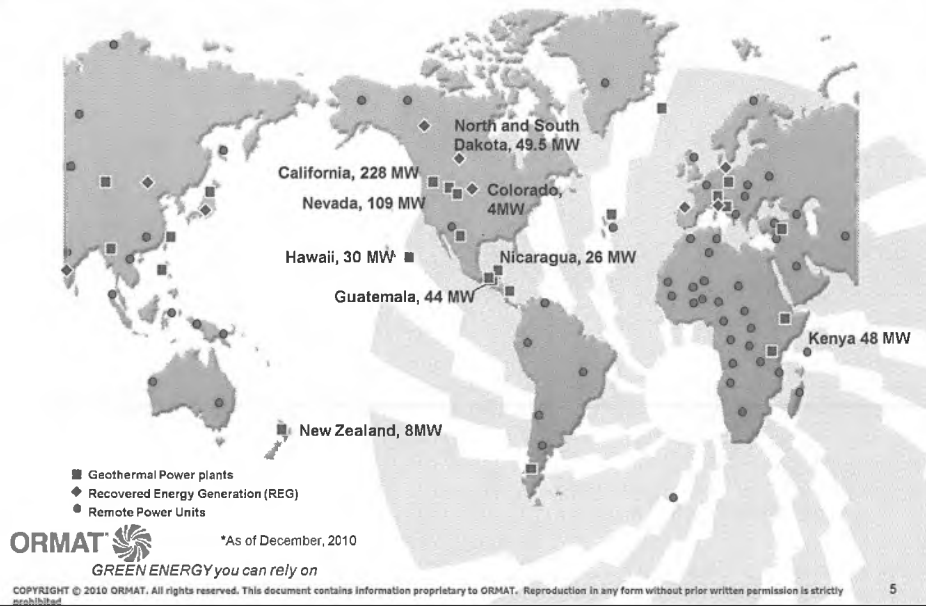 North and South
Dakota, 49.5 MW
California, 228 MW
Colorado,
4MW
Nevada, 109 MW
Hawaii, 30 MW
Nicaragua, 26 MW
Guatemala, 44 MW
Kenya 48 MW
New Zealand, 8MW
Geothermal Power plants
Recovered Energy Generation (REG)
Remote Power Units
ORMAT
*As of December, 2010
GREEN ENERGY you can rely on
COPYRIGHT © 2010 ORMAT. All rights reserved. This document contains information proprietary to ORMAT. Reproduction in any form without prior written permission is strictly
prohibited
5